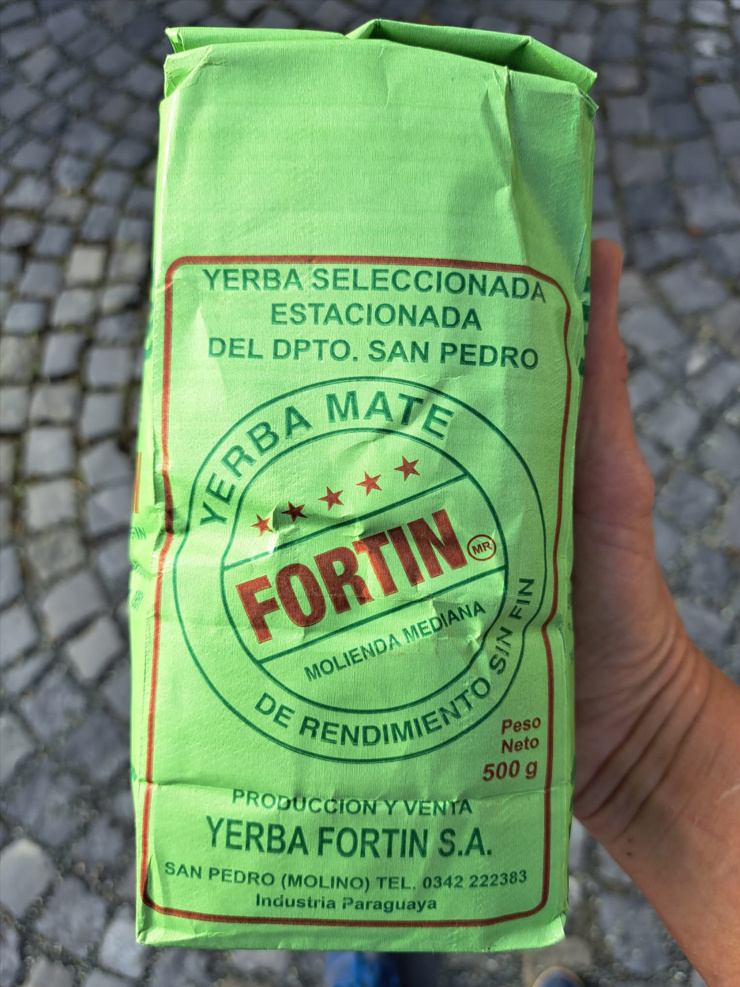 YERBA SELECCIONADA
ESTACIONADA
DEL DPTO. SAN PEDRO
YERBA MATE
FORTIN MR
MOLIENDA MEDIANA
DE RENDIMIENTO SIN FIN
Peso
Neto
500 g
PRODUCCION Y VENTA
YERBA FORTIN S.A.
SAN PEDRO (MOLINO) TEL. 0342 222383
Industria Paraguaya